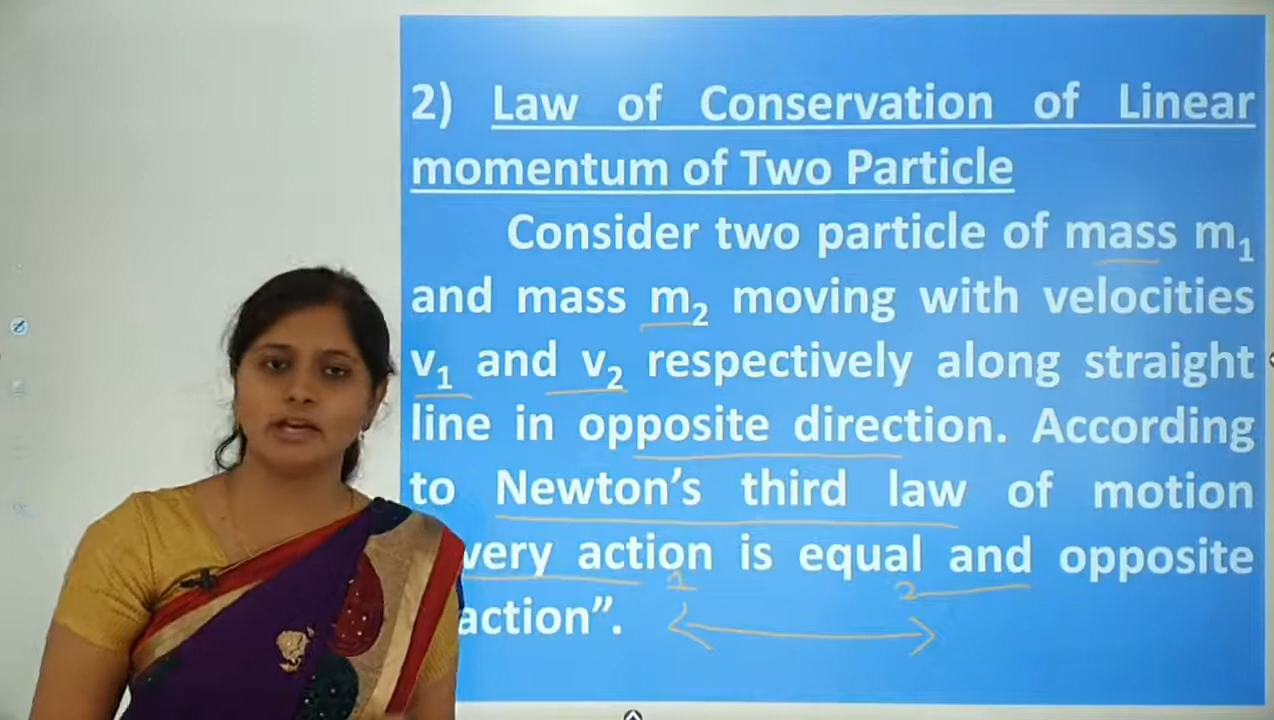 2) Law of Conservation of Linear
momentum of Two Particle
Consider two particle of mass m₁
and mass m₂ moving with velocities
v₁ and v₂ respectively along straight
line in opposite direction. According
to Newton’s third law of motion
very action is equal and opposite
action”.
1 2